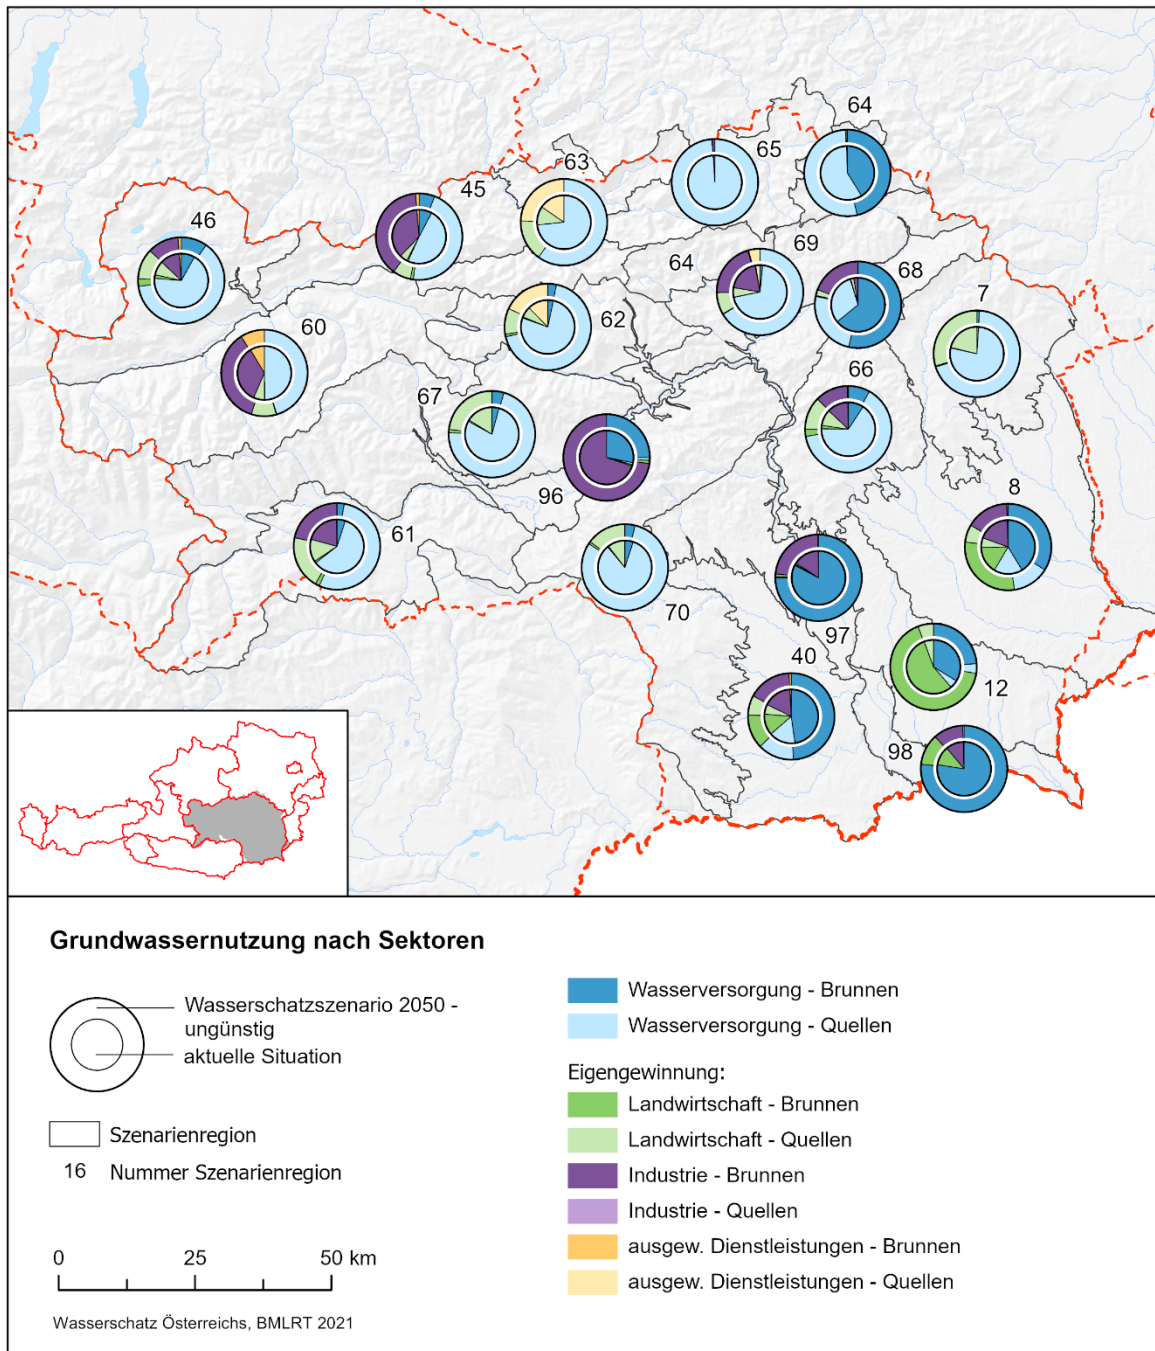 64
65
63
45
46
69
64
68
7
62
60
66
67
96
8
61
70
97
40
12
98
Grundwassernutzung nach Sektoren
Wasserschatzszenario 2050 -
ungünstig
aktuelle Situation
Szenarienregion
16 Nummer Szenarienregion
0 25 50 km
Wasserschatz Österreichs, BMLRT 2021
Wasserversorgung - Brunnen
Wasserversorgung - Quellen
Eigengewinnung:
Landwirtschaft - Brunnen
Landwirtschaft - Quellen
Industrie - Brunnen
Industrie - Quellen
ausgew. Dienstleistungen - Brunnen
ausgew. Dienstleistungen - Quellen